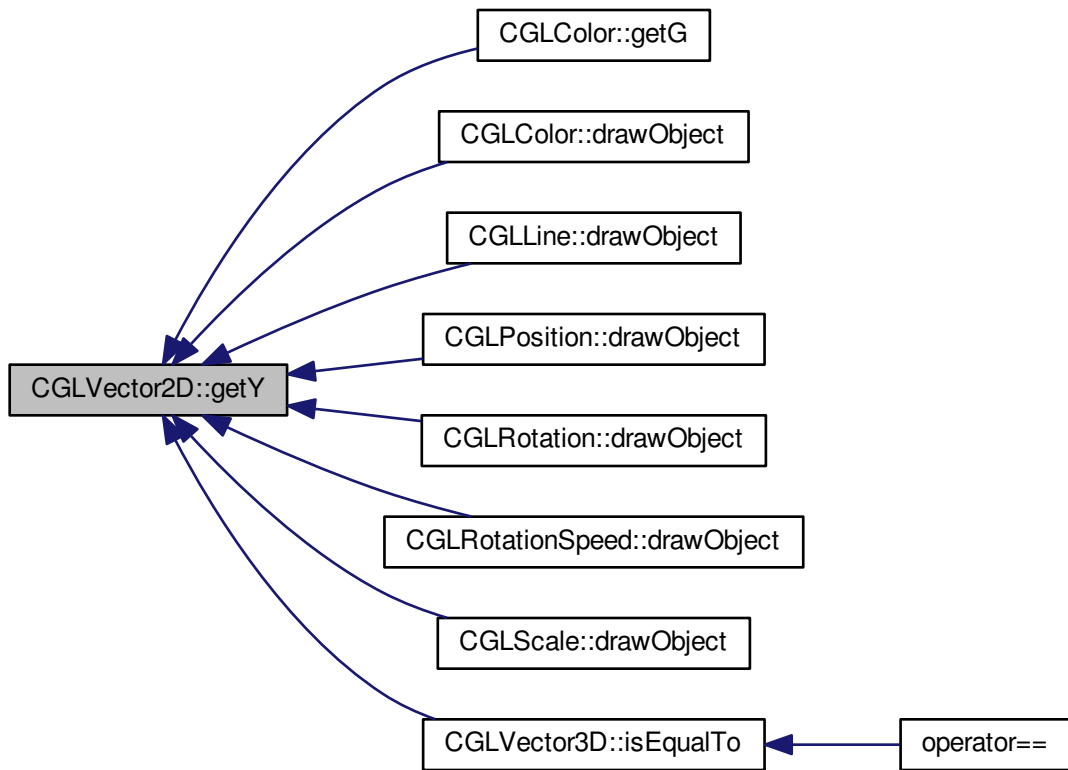 CGLColor::getG
CGLColor::drawObject
CGLLine::drawObject
CGLPosition::drawObject
CGLVector2D::getY
CGLRotation::drawObject
CGLRotationSpeed::drawObject
CGLScale::drawObject
CGLVector3D::isEqualTo
operator==